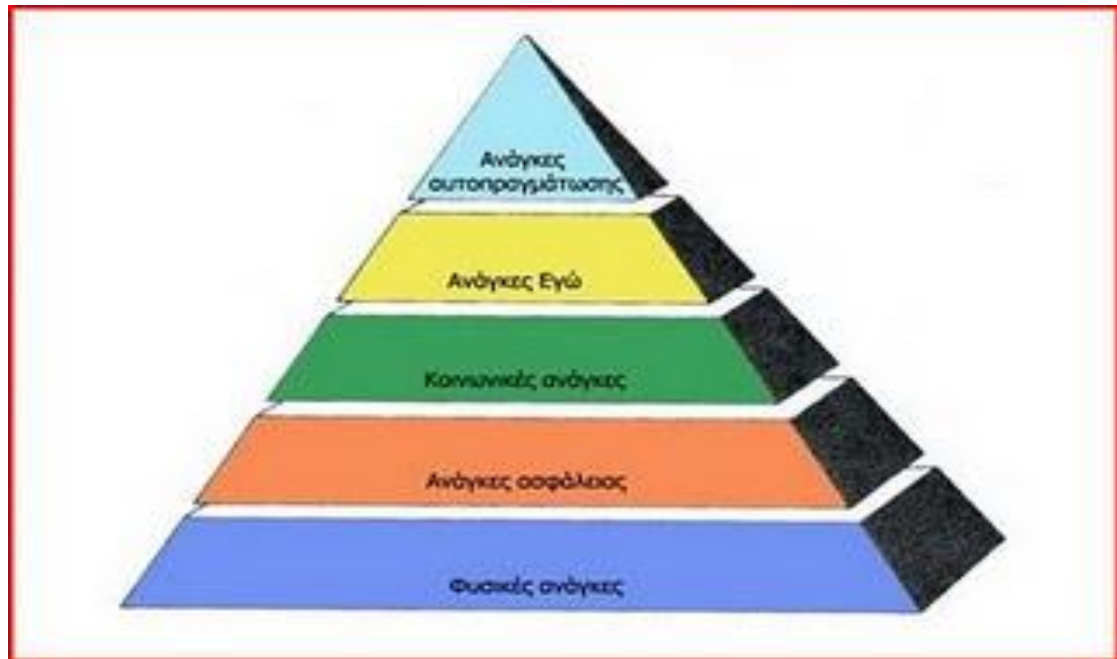 Ανάγκες
αυτοπραγμάτωσης
Ανάγκες Εγώ
Κοινωνικές ανάγκες
Ανάγκες ασφάλειας
Φυσικές ανάγκες